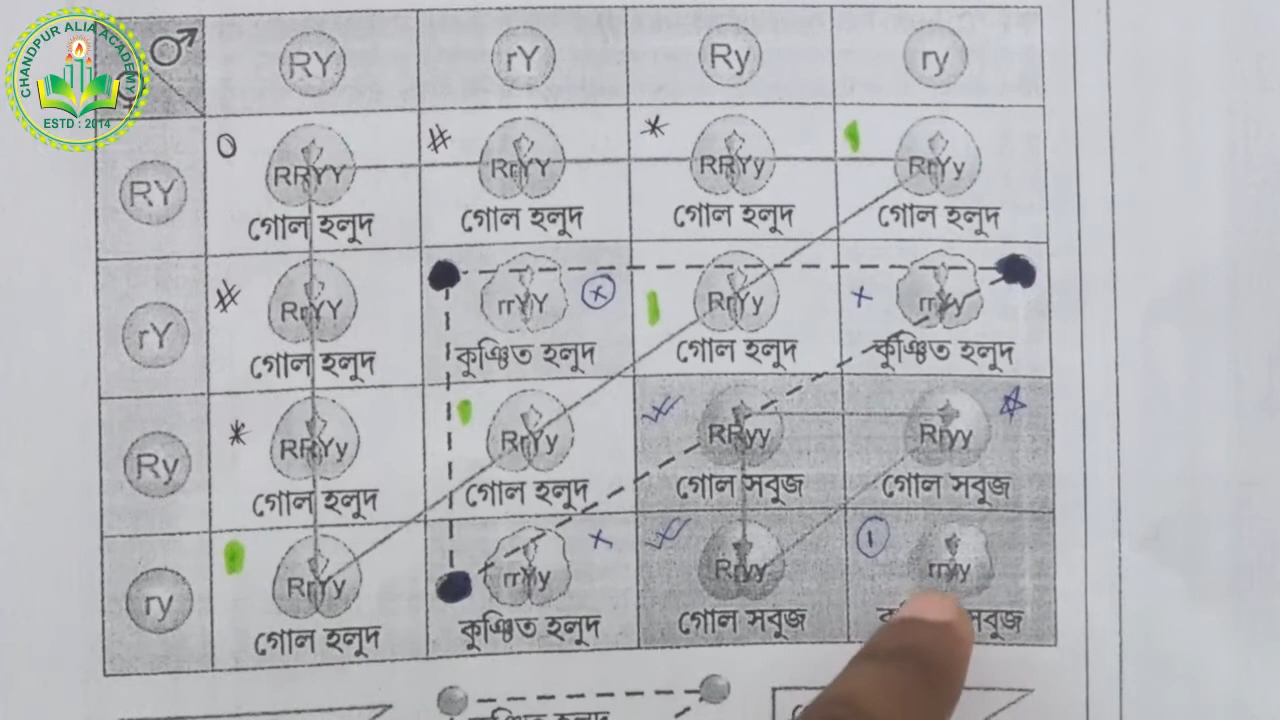 CHANDPUR ALIA ACADEMY
ESTD : 2014
♂ RY rY Ry ry
RY O RRYY # RrYY * RRYy RrYy
গোল হলুদ গোল হলুদ গোল হলুদ গোল হলুদ
rY # RrYY rrYY x RrYy x rrYy
গোল হলুদ কুঞ্চিত হলুদ গোল হলুদ কুঞ্চিত হলুদ
Ry * RRYy RrYy RRyy Rryy
গোল হলুদ গোল হলুদ গোল সবুজ গোল সবুজ
ry RrYy rrYy x Rryy 1 rryy
গোল হলুদ কুঞ্চিত হলুদ গোল সবুজ সবুজ
কুঞ্চিত হলুদ